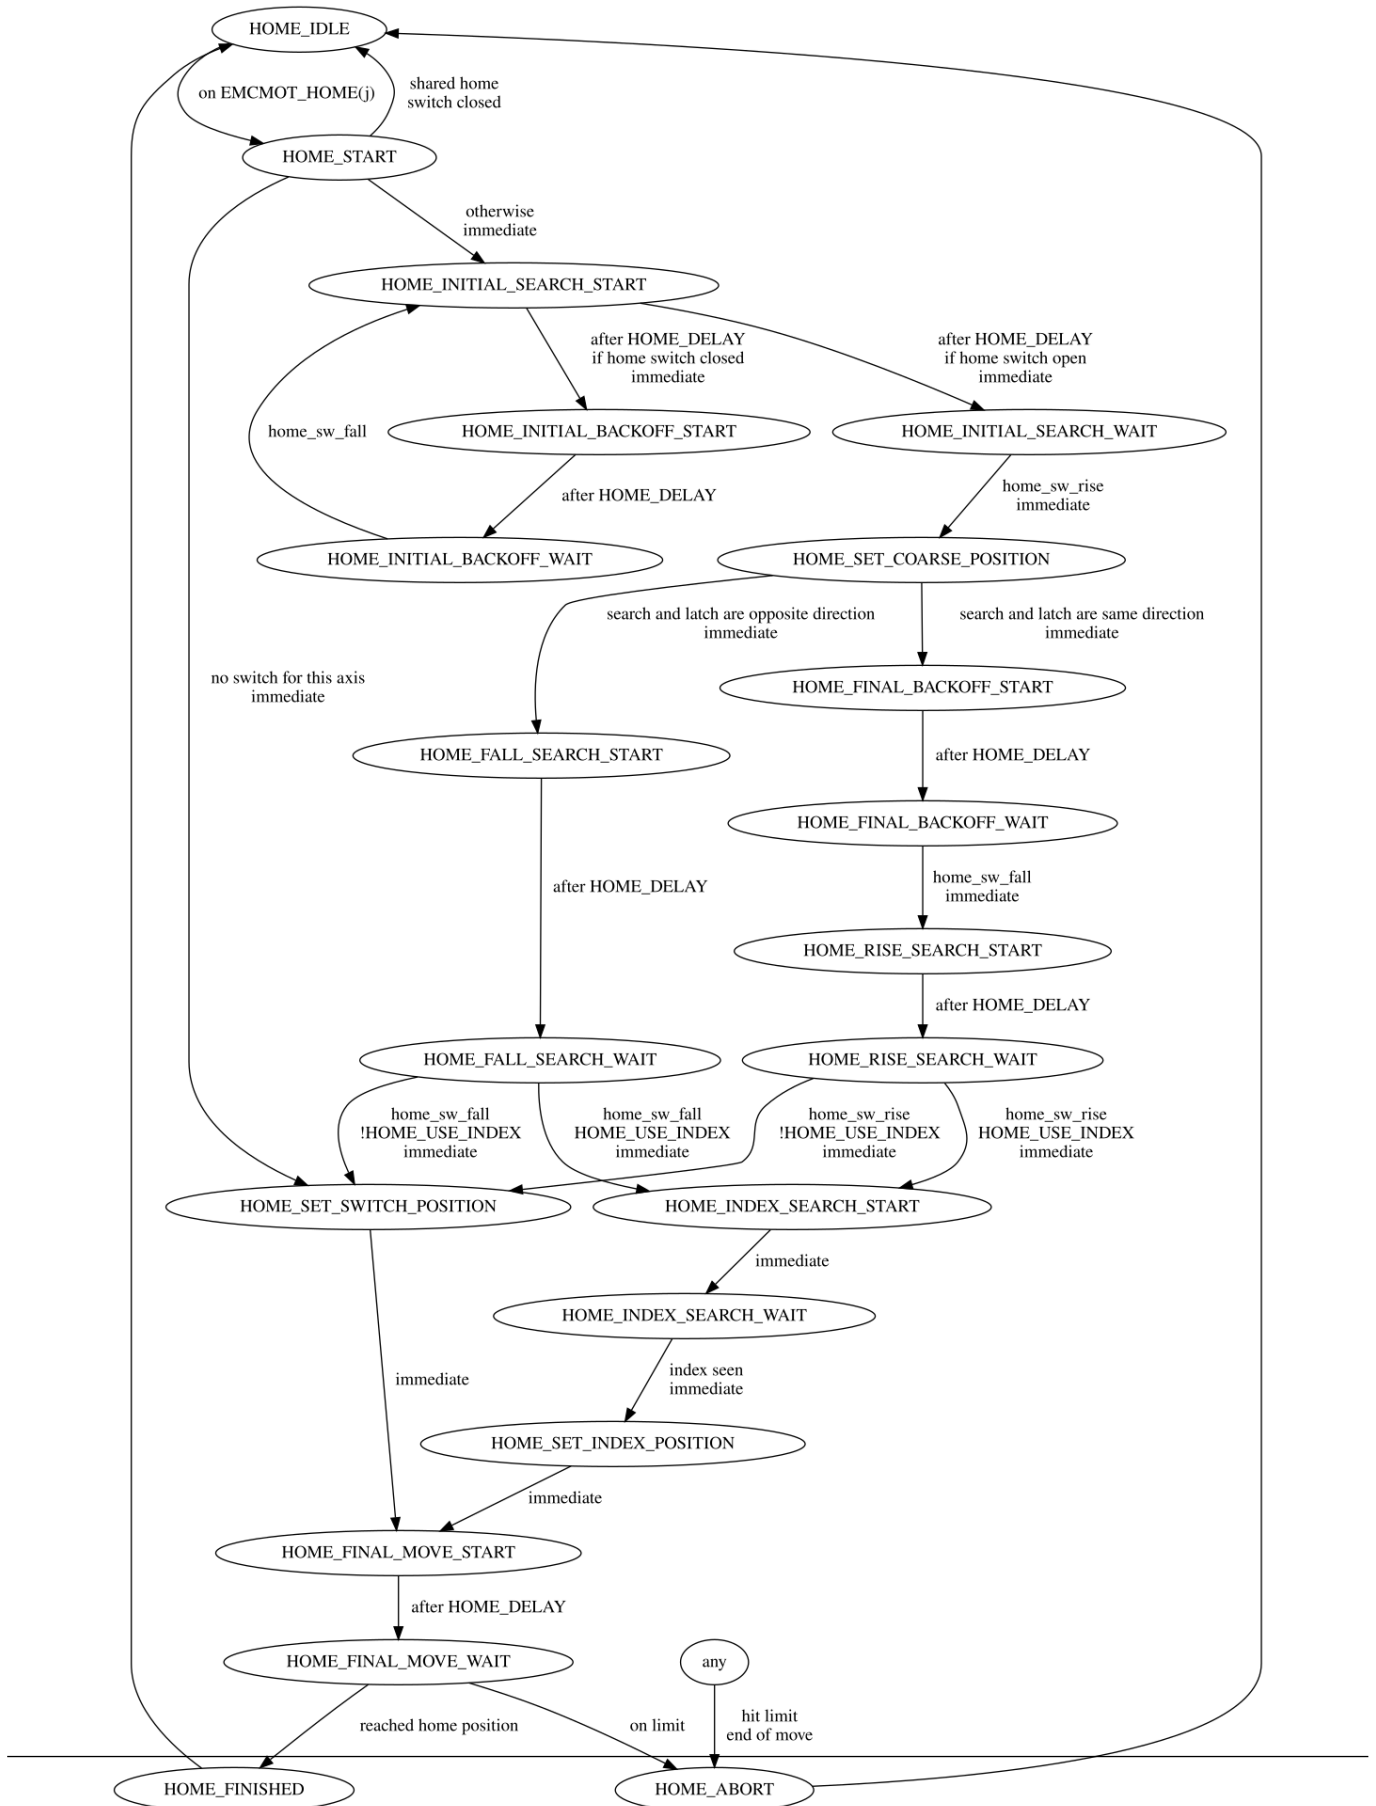 HOME_IDLE
on EMCMOT_HOME(j)
shared home
switch closed
HOME_START
otherwise
immediate
HOME_INITIAL_SEARCH_START
after HOME_DELAY
if home switch closed
immediate
after HOME_DELAY
if home switch open
immediate
home_sw_fall
HOME_INITIAL_BACKOFF_START
HOME_INITIAL_SEARCH_WAIT
after HOME_DELAY
home_sw_rise
immediate
HOME_INITIAL_BACKOFF_WAIT
HOME_SET_COARSE_POSITION
search and latch are opposite direction
immediate
search and latch are same direction
immediate
no switch for this axis
immediate
HOME_FINAL_BACKOFF_START
HOME_FALL_SEARCH_START
after HOME_DELAY
HOME_FINAL_BACKOFF_WAIT
after HOME_DELAY
home_sw_fall
immediate
HOME_RISE_SEARCH_START
after HOME_DELAY
HOME_FALL_SEARCH_WAIT
HOME_RISE_SEARCH_WAIT
home_sw_fall
!HOME_USE_INDEX
immediate
home_sw_fall
HOME_USE_INDEX
immediate
home_sw_rise
!HOME_USE_INDEX
immediate
home_sw_rise
HOME_USE_INDEX
immediate
HOME_SET_SWITCH_POSITION
HOME_INDEX_SEARCH_START
immediate
HOME_INDEX_SEARCH_WAIT
immediate
index seen
immediate
HOME_SET_INDEX_POSITION
immediate
HOME_FINAL_MOVE_START
after HOME_DELAY
HOME_FINAL_MOVE_WAIT
any
reached home position
on limit
hit limit
end of move
HOME_FINISHED
HOME_ABORT